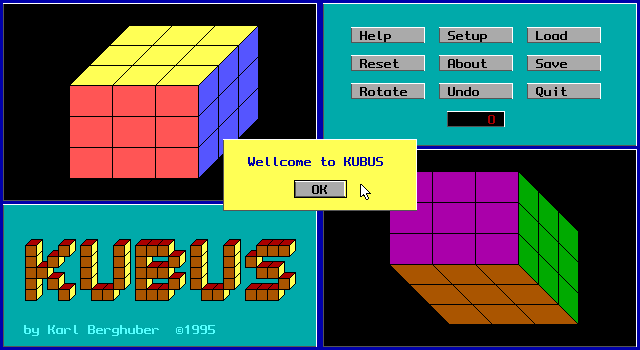 Help Setup Load
Reset About Save
Rotate Undo Quit
0
Wellcome to KUBUS
OK
KUBUS
by Karl Berghuber ©1995